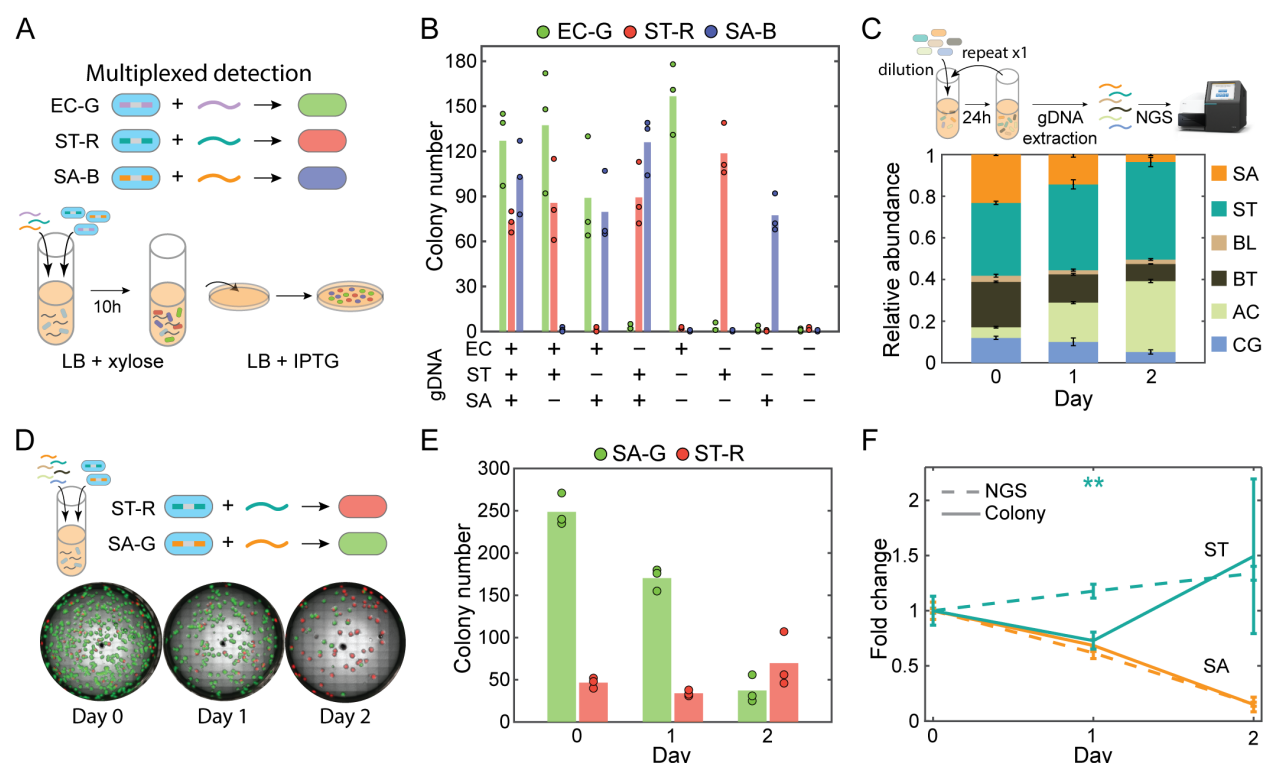 A
Multiplexed detection
EC-G + →
ST-R + →
SA-B + →
10h
LB + xylose
LB + IPTG
B
EC-G ST-R SA-B
Colony number
180
150
120
90
60
30
0
gDNA
EC + + + − + − − −
ST + + − + − + − −
SA + − + + − − + −
C
dilution
repeat x1
24h
gDNA
extraction
NGS
Relative abundance
1
0.8
0.6
0.4
0.2
0
0 1 2
Day
SA
ST
BL
BT
AC
CG
D
ST-R + →
SA-G + →
Day 0 Day 1 Day 2
E
SA-G ST-R
Colony number
300
250
200
150
100
50
0
0 1 2
Day
F
NGS
Colony
**
ST
SA
Fold change
2
1.5
1
0.5
0
0 1 2
Day